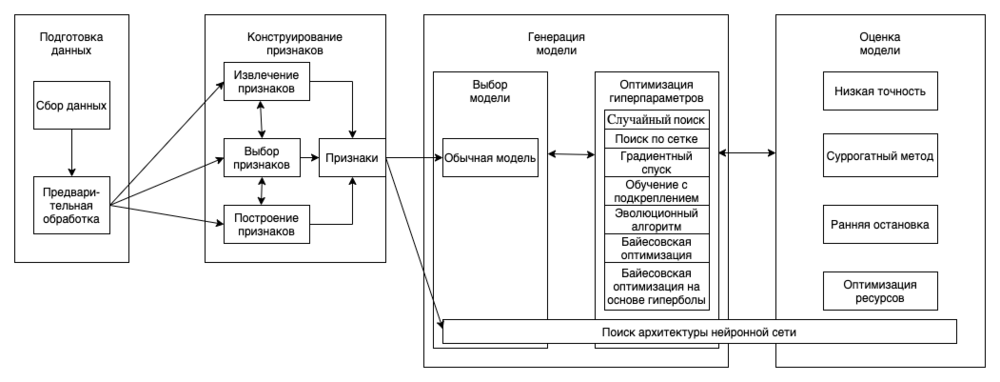 Подготовка
данных
Сбор данных
Предвари-
тельная
обработка
Конструирование
признаков
Извлечение
признаков
Выбор
признаков
Построение
признаков
Признаки
Генерация
модели
Выбор
модели
Обычная модель
Оптимизация
гиперпараметров
Случайный поиск
Поиск по сетке
Градиентный
спуск
Обучение с
подкреплением
Эволюционный
алгоритм
Байесовская
оптимизация
Байесовская
оптимизация на
основе гиперболы
Оценка
модели
Низкая точность
Суррогатный метод
Ранняя остановка
Оптимизация
ресурсов
Поиск архитектуры нейронной сети